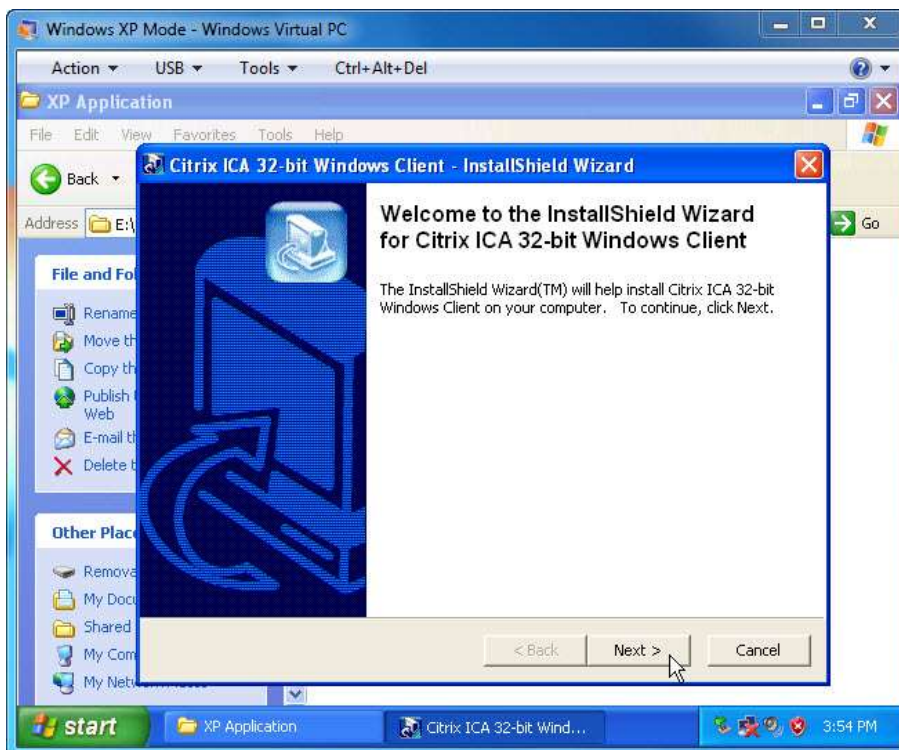 Windows XP Mode - Windows Virtual PC
Action USB Tools Ctrl+Alt+Del
XP Application
File Edit View Favorites Tools Help
Citrix ICA 32-bit Windows Client - InstallShield Wizard
Back
Address E:\ Go
Welcome to the InstallShield Wizard
for Citrix ICA 32-bit Windows Client
The InstallShield Wizard(TM) will help install Citrix ICA 32-bit
Windows Client on your computer. To continue, click Next.
File and Fol
Rename
Move th
Copy th
Publish
Web
E-mail th
Delete t
Other Place
Remova
My Docu
Shared
My Com
My Netw
< Back Next > Cancel
start XP Application Citrix ICA 32-bit Wind... 3:54 PM